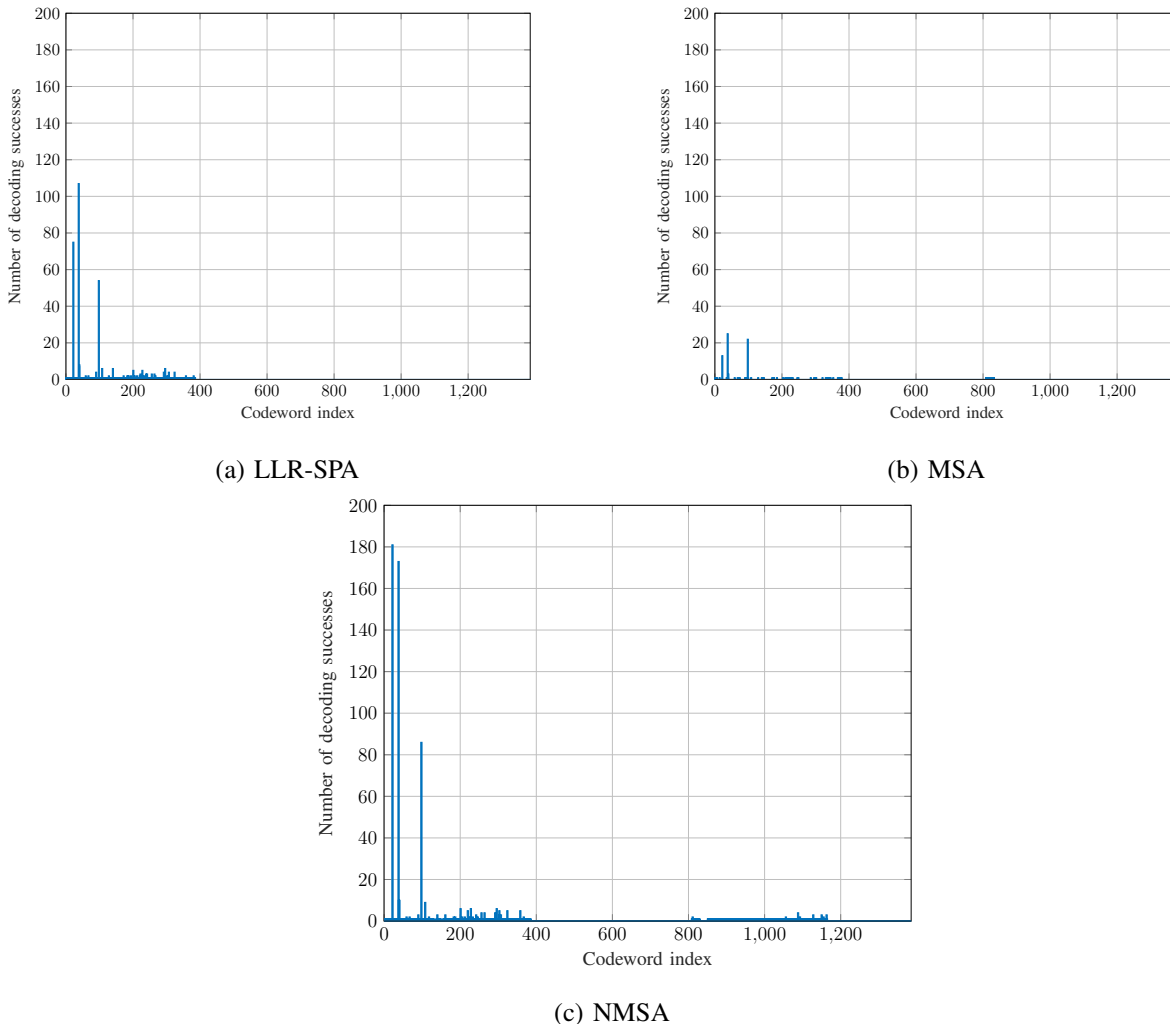 200
180
160
140
120
100
80
60
40
20
0
Number of decoding successes
0 200 400 600 800 1,000 1,200
Codeword index
(a) LLR-SPA
200
180
160
140
120
100
80
60
40
20
0
Number of decoding successes
0 200 400 600 800 1,000 1,200
Codeword index
(b) MSA
200
180
160
140
120
100
80
60
40
20
0
Number of decoding successes
0 200 400 600 800 1,000 1,200
Codeword index
(c) NMSA